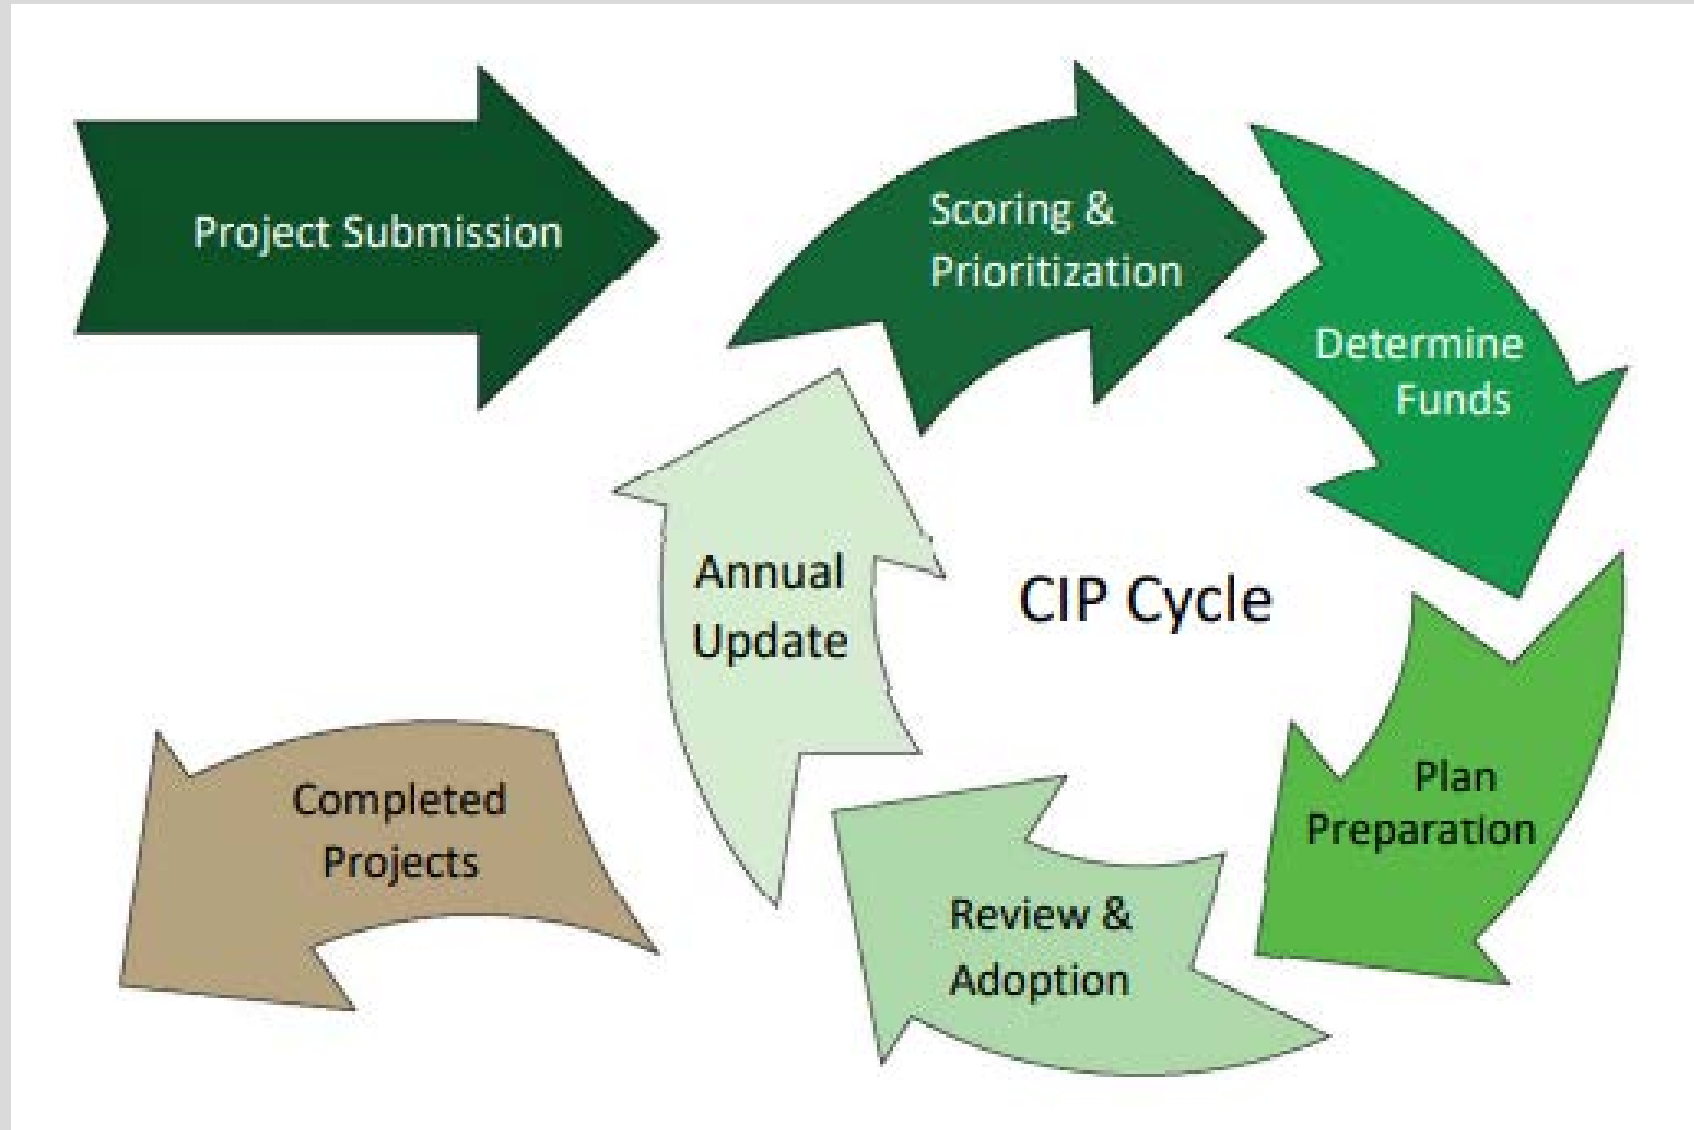 Project Submission
Scoring &
Prioritization
Determine
Funds
Annual
Update
CIP Cycle
Plan
Preparation
Completed
Projects
Review &
Adoption